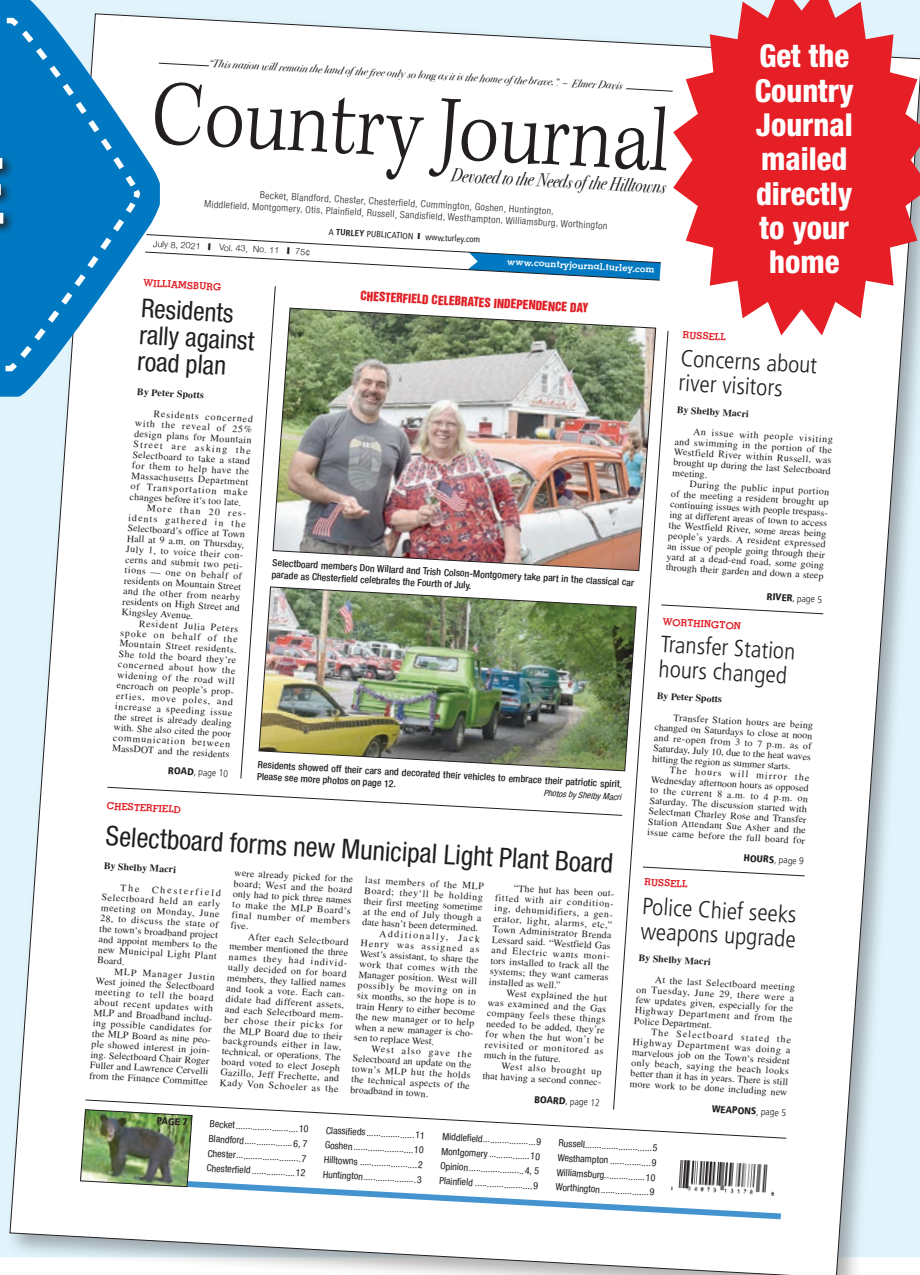 Get the
Country
Journal
mailed
directly
to your
home
"This nation will remain the land of the free only so long as it is the home of the brave." – Elmer Davis
Country Journal
Devoted to the Needs of the Hilltowns
Becket, Blandford, Chester, Chesterfield, Cummington, Goshen, Huntington,
Middlefield, Montgomery, Otis, Plainfield, Russell, Sandisfield, Westhampton, Williamsburg, Worthington
A TURLEY PUBLICATION ❙ www.turley.com
July 8, 2021 ❙ Vol. 43, No. 11 ❙ 75¢
www.countryjournal.turley.com
WILLIAMSBURG
Residents
rally against
road plan
By Peter Spotts
Residents concerned
with the reveal of 25%
design plans for Mountain
Street are asking the
Selectboard to take a stand
for them to help have the
Massachusetts Department
of Transportation make
changes before it's too late.
More than 20 res-
idents gathered in the
Selectboard's office at Town
Hall at 9 a.m. on Thursday,
July 1, to voice their con-
cerns and submit two peti-
tions — one on behalf of
residents on Mountain Street
and the other from nearby
residents on High Street and
Kingsley Avenue.
Resident Julia Peters
spoke on behalf of the
Mountain Street residents.
She told the board they're
concerned about how the
widening of the road will
encroach on people's prop-
erties, move poles, and
increase a speeding issue
the street is already dealing
with. She also cited the poor
communication between
MassDOT and the residents
ROAD, page 10
CHESTERFIELD CELEBRATES INDEPENDENCE DAY
Selectboard members Don Willard and Trish Colson-Montgomery take part in the classical car
parade as Chesterfield celebrates the Fourth of July.
Residents showed off their cars and decorated their vehicles to embrace their patriotic spirit.
Please see more photos on page 12.
Photos by Shelby Macri
RUSSELL
Concerns about
river visitors
By Shelby Macri
An issue with people visiting
and swimming in the portion of the
Westfield River within Russell, was
brought up during the last Selectboard
meeting.
During the public input portion
of the meeting a resident brought up
continuing issues with people trespass-
ing at different areas of town to access
the Westfield River, some areas being
people's yards. A resident expressed
an issue of people going through their
yard at a dead-end road, some going
through their garden and down a steep
RIVER, page 5
WORTHINGTON
Transfer Station
hours changed
By Peter Spotts
Transfer Station hours are being
changed on Saturdays to close at noon
and re-open from 3 to 7 p.m. as of
Saturday, July 10, due to the heat waves
hitting the region as summer starts.
The hours will mirror the
Wednesday afternoon hours as opposed
to the current 8 a.m. to 4 p.m. on
Saturday. The discussion started with
Selectman Charley Rose and Transfer
Station Attendant Sue Asher and the
issue came before the full board for
HOURS, page 9
CHESTERFIELD
Selectboard forms new Municipal Light Plant Board
By Shelby Macri
The Chesterfield
Selectboard held an early
meeting on Monday, June
28, to discuss the state of
the town's broadband project
and appoint members to the
new Municipal Light Plant
Board.
MLP Manager Justin
West joined the Selectboard
meeting to tell the board
about recent updates with
MLP and Broadband includ-
ing possible candidates for
the MLP Board as nine peo-
ple showed interest in join-
ing. Selectboard Chair Roger
Fuller and Lawrence Cervelli
from the Finance Committee
were already picked for the
board; West and the board
only had to pick three names
to make the MLP Board's
final number of members
five.
After each Selectboard
member mentioned the three
names they had individ-
ually decided on for board
members, they tallied names
and took a vote. Each can-
didate had different assets,
and each Selectboard mem-
ber chose their picks for
the MLP Board due to their
backgrounds either in law,
technical, or operations. The
board voted to elect Joseph
Gazillo, Jeff Frechette, and
Kady Von Schoeler as the
last members of the MLP
Board; they'll be holding
their first meeting sometime
at the end of July though a
date hasn't been determined.
Additionally, Jack
Henry was assigned as
West's assistant, to share the
work that comes with the
Manager position. West will
possibly be moving on in
six months, so the hope is to
train Henry to either become
the new manager or to help
when a new manager is cho-
sen to replace West.
West also gave the
Selectboard an update on the
town's MLP hut the holds
the technical aspects of the
broadband in town.
"The hut has been out-
fitted with air condition-
ing, dehumidifiers, a gen-
erator, light, alarms, etc,"
Town Administrator Brenda
Lessard said. "Westfield Gas
and Electric wants moni-
tors installed to track all the
systems; they want cameras
installed as well."
West explained the hut
was examined and the Gas
company feels these things
needed to be added, they're
for when the hut won't be
revisited or monitored as
much in the future.
West also brought up
that having a second connec-
BOARD, page 12
RUSSELL
Police Chief seeks
weapons upgrade
By Shelby Macri
At the last Selectboard meeting
on Tuesday, June 29, there were a
few updates given, especially for the
Highway Department and from the
Police Department.
The Selectboard stated the
Highway Department was doing a
marvelous job on the Town's resident
only beach, saying the beach looks
better than it has in years. There is still
more work to be done including new
WEAPONS, page 5
PAGE 7
Becket.....................10
Blandford.................6, 7
Chester.....................7
Chesterfield...............12
Classifieds................11
Goshen.....................10
Hilltowns..................2
Huntington.................3
Middlefield................9
Montgomery.................10
Opinion....................4, 5
Plainfield.................9
Russell....................5
Westhampton................9
Williamsburg...............10
Worthington................9